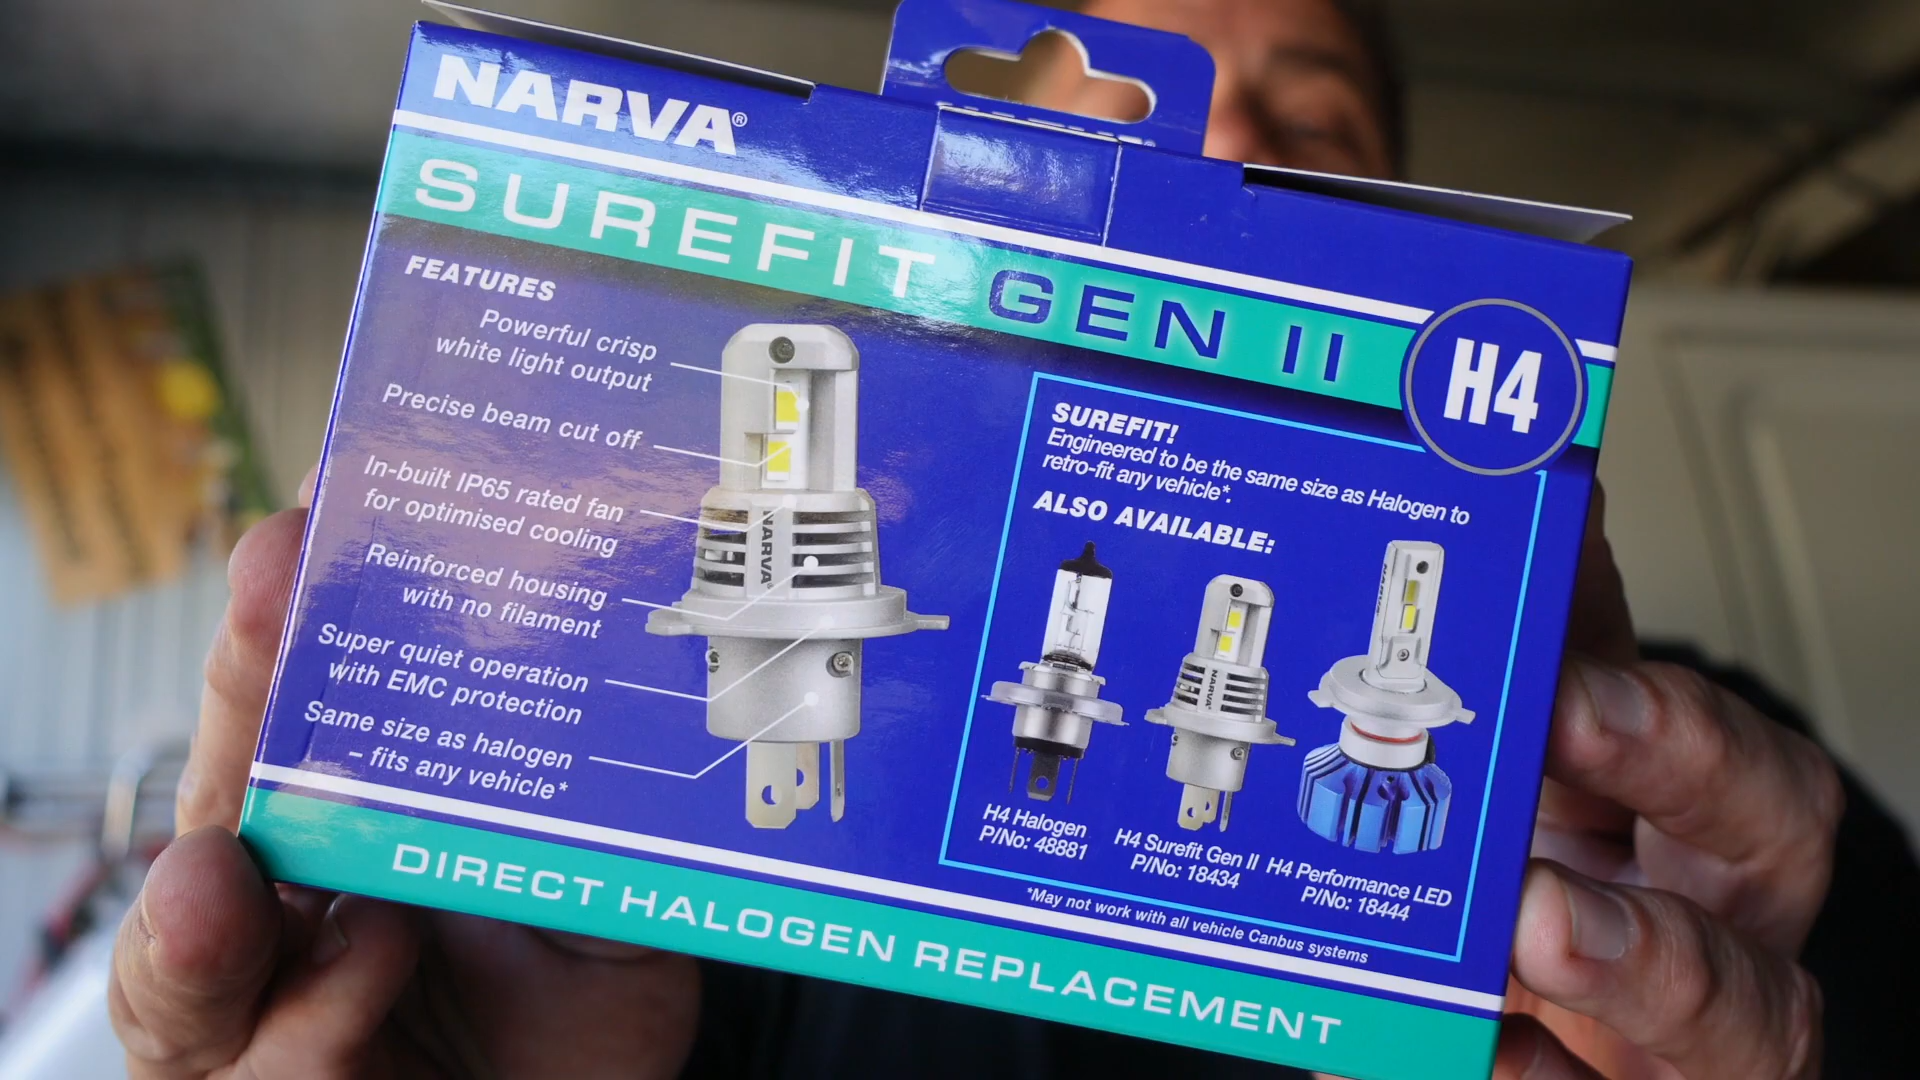 NARVA®
SUREFIT GEN II
H4
FEATURES
Powerful crisp
white light output
Precise beam cut off
In-built IP65 rated fan
for optimised cooling
Reinforced housing
with no filament
Super quiet operation
with EMC protection
Same size as halogen
– fits any vehicle*
NARVA
SUREFIT!
Engineered to be the same size as Halogen to
retro-fit any vehicle*.
ALSO AVAILABLE:
NARVA
NARVA
H4 Halogen
P/No: 48881
H4 Surefit Gen II
P/No: 18434
H4 Performance LED
P/No: 18444
*May not work with all vehicle Canbus systems
DIRECT HALOGEN REPLACEMENT